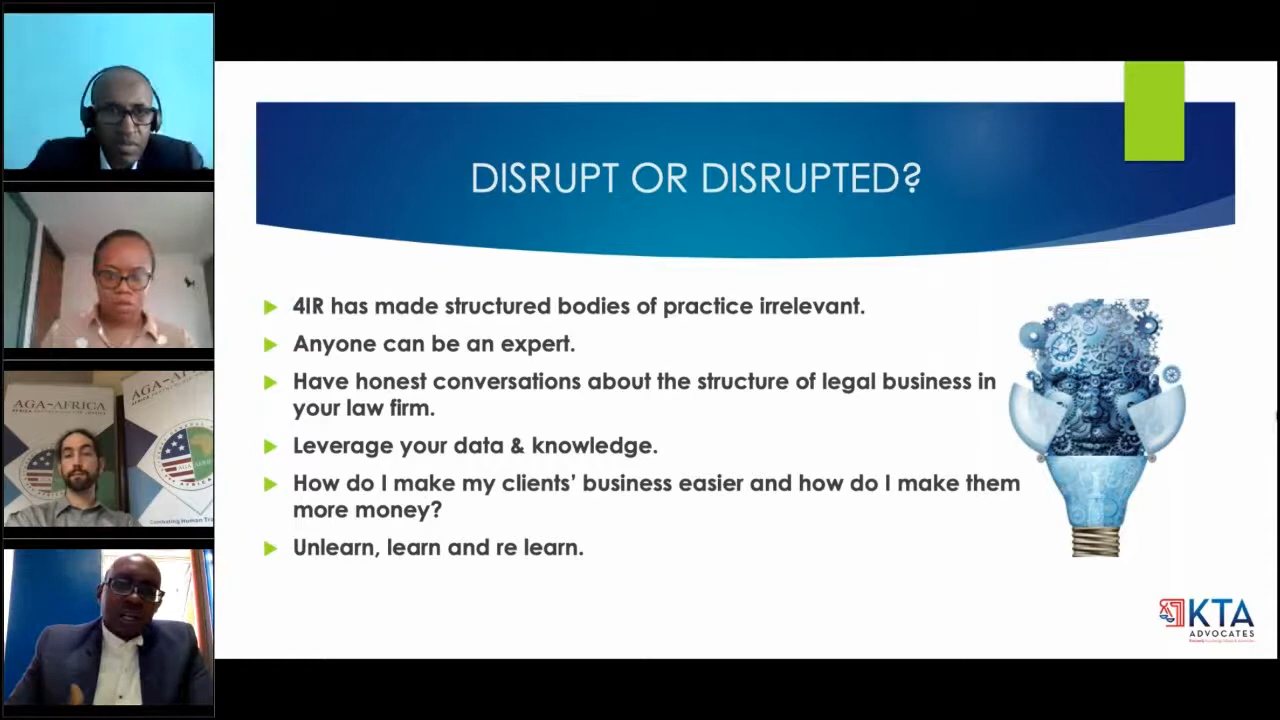 DISRUPT OR DISRUPTED?
4IR has made structured bodies of practice irrelevant.
Anyone can be an expert.
Have honest conversations about the structure of legal business in
your law firm.
Leverage your data & knowledge.
How do I make my clients’ business easier and how do I make them
more money?
Unlearn, learn and re learn.
KTA
ADVOCATES
AGA-AFRICA
AGA-AF